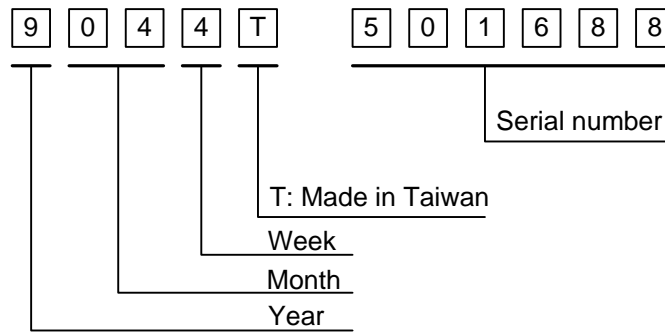 9 0 4 4 T 5 0 1 6 8 8
Serial number
T: Made in Taiwan
Week
Month
Year